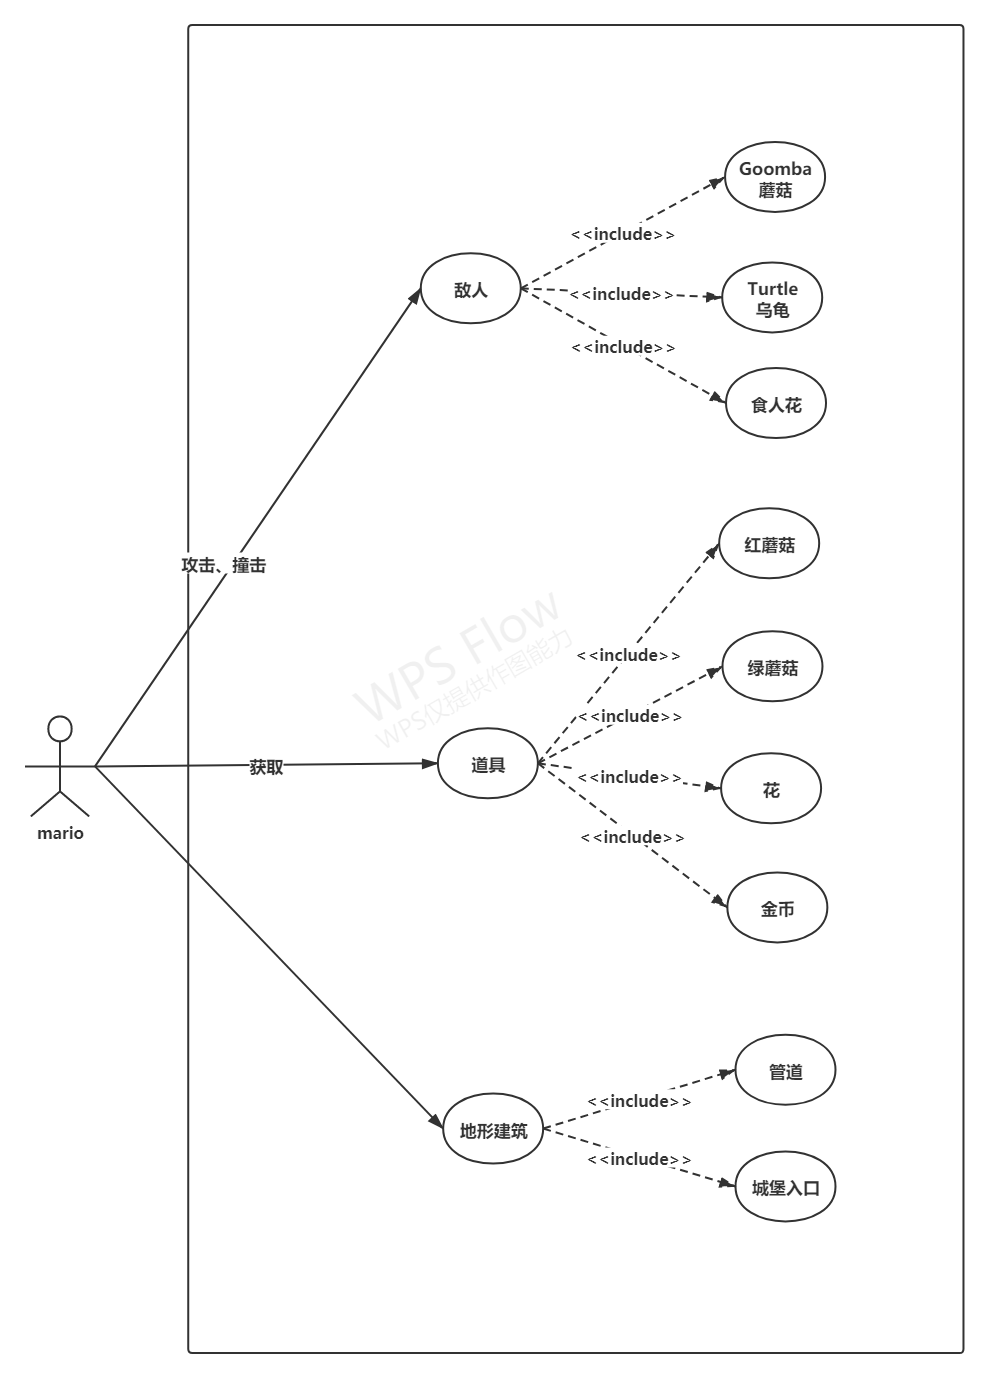 Goomba
蘑菇
<<include>>
敌人
<<include>>
Turtle
乌龟
<<include>>
食人花
攻击、撞击
红蘑菇
WPS Flow
WPS仅提供作图能力
<<include>>
绿蘑菇
<<include>>
mario
获取
道具
<<include>>
花
<<include>>
金币
管道
<<include>>
地形建筑
<<include>>
城堡入口